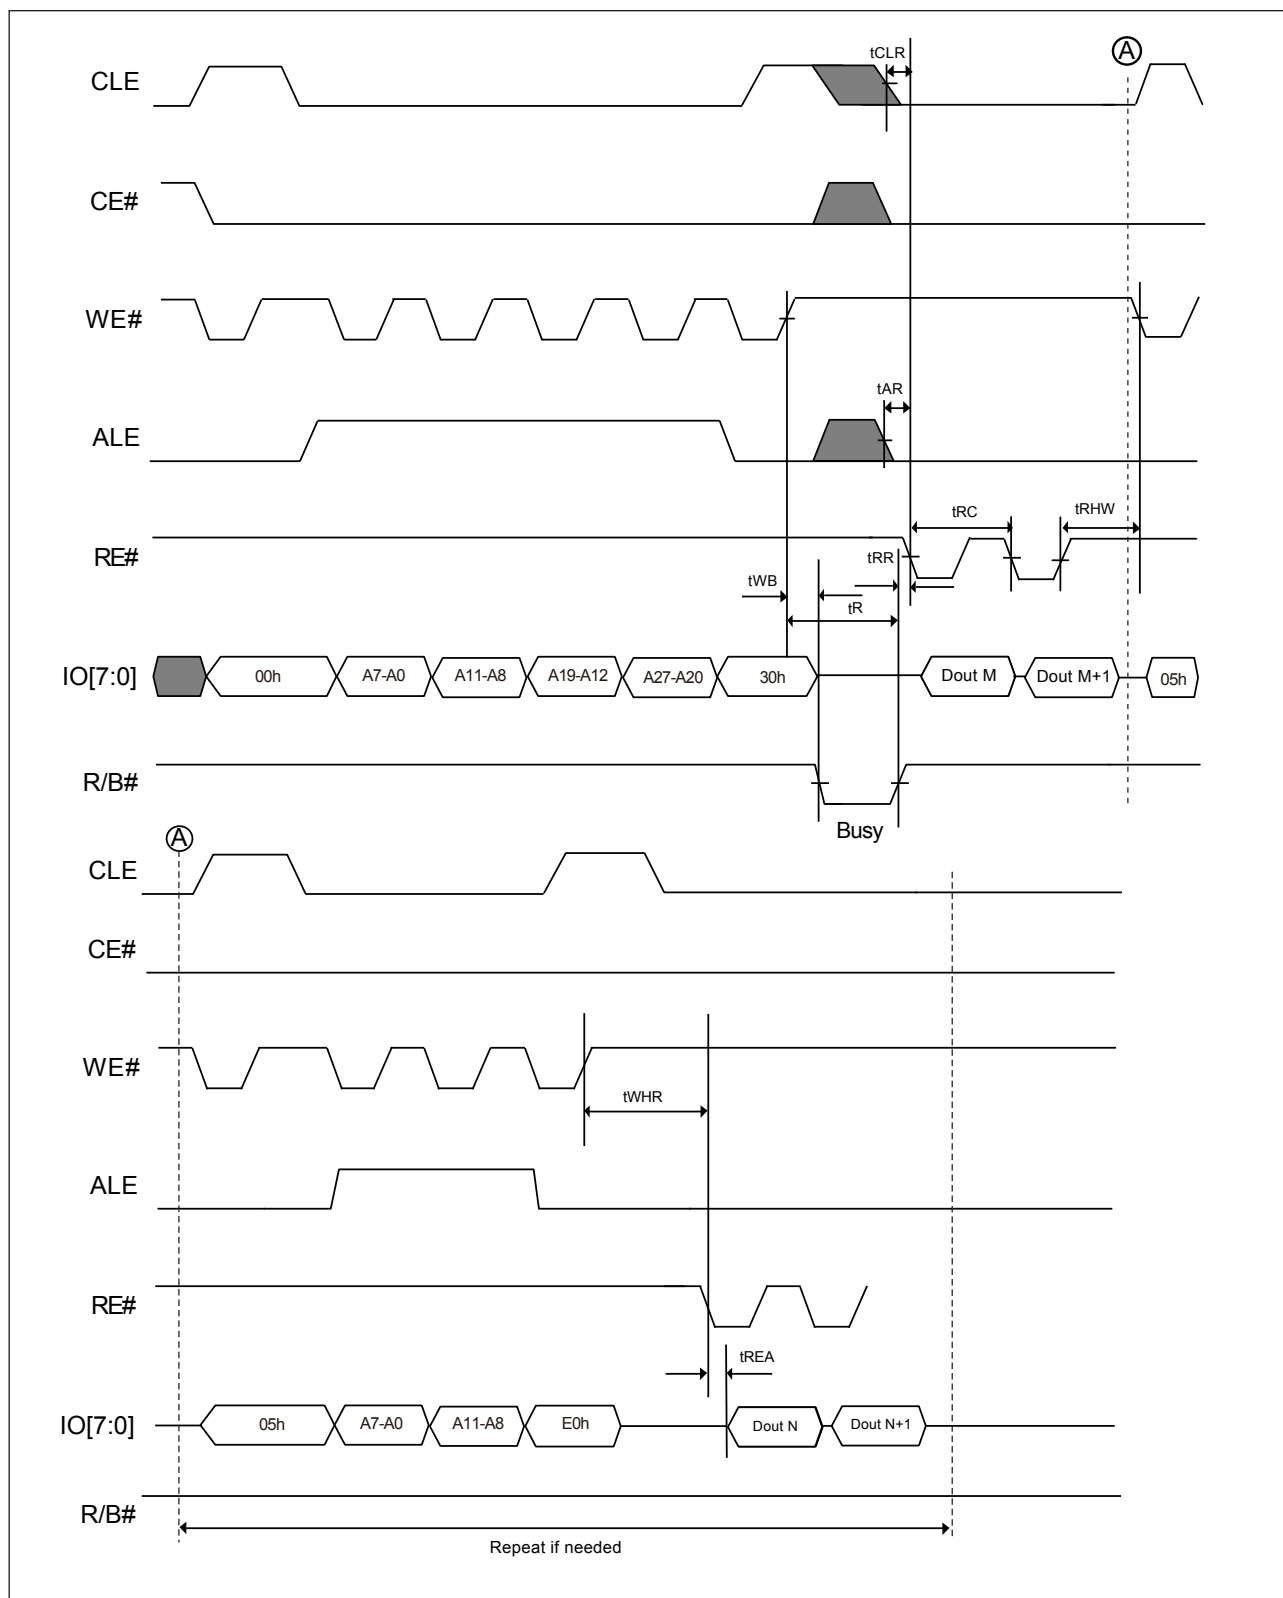 tCLR
A
CLE
CE#
WE#
tAR
ALE
tRC
tRHW
RE#
tRR
tWB
tR
IO[7:0]
00h
A7-A0
A11-A8
A19-A12
A27-A20
30h
Dout M
Dout M+1
05h
R/B#
Busy
A
CLE
CE#
WE#
tWHR
ALE
RE#
tREA
IO[7:0]
05h
A7-A0
A11-A8
E0h
Dout N
Dout N+1
R/B#
Repeat if needed